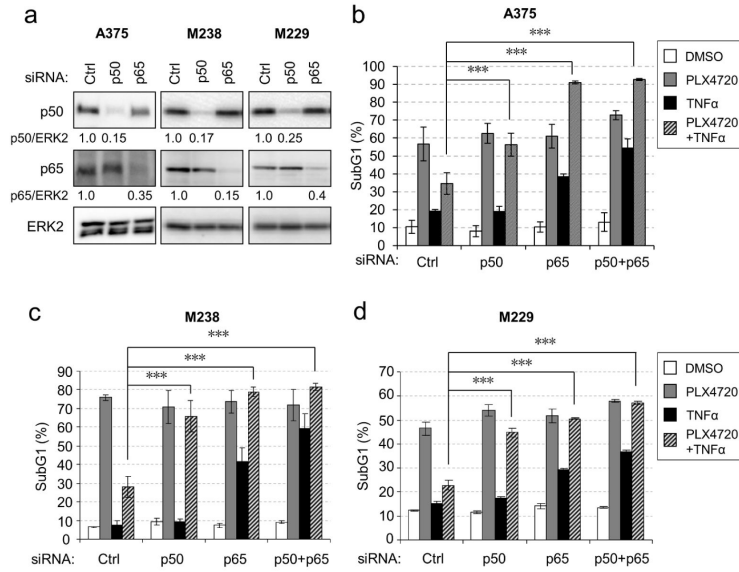 a
A375 M238 M229
siRNA: Ctrl p50 p65 Ctrl p50 p65 Ctrl p50 p65
p50
p50/ERK2 1.0 0.15 1.0 0.17 1.0 0.25
p65
p65/ERK2 1.0 0.35 1.0 0.15 1.0 0.4
ERK2
b
A375
***
***
***
SubG1 (%)
100
90
80
70
60
50
40
30
20
10
0
siRNA: Ctrl p50 p65 p50+p65
DMSO
PLX4720
TNFα
PLX4720
+TNFα
c
M238
***
***
***
SubG1 (%)
90
80
70
60
50
40
30
20
10
0
siRNA: Ctrl p50 p65 p50+p65
d
M229
***
***
***
SubG1 (%)
70
60
50
40
30
20
10
0
siRNA: Ctrl p50 p65 p50+p65
DMSO
PLX4720
TNFα
PLX4720
+TNFα